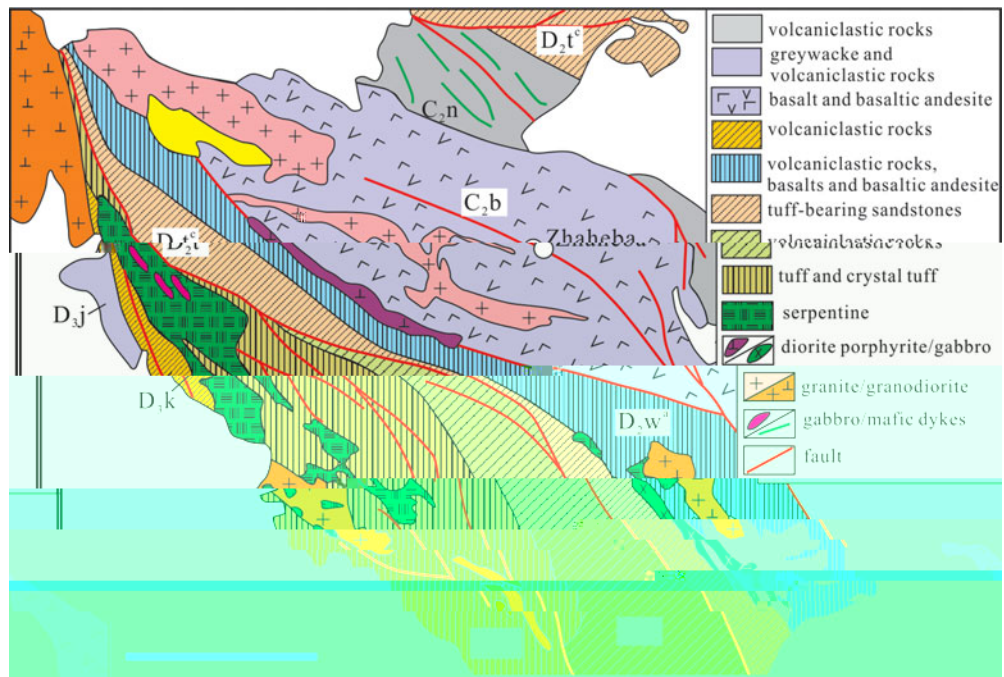 D₂tᶜ
C₂n
C₂b
Zhaheba
D₃j
D₃k
volcaniclastic rocks
greywacke and
volcaniclastic rocks
basalt and basaltic andesite
volcaniclastic rocks
volcaniclastic rocks,
basalts and basaltic andesite
tuff-bearing sandstones
rocks
tuff and crystal tuff
serpentine
diorite porphyrite/gabbro
granite/granodiorite
gabbro/mafic dykes
fault